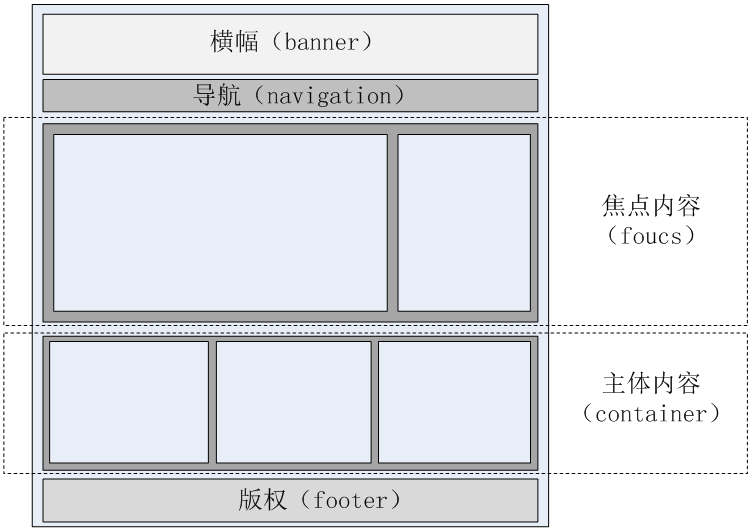 横幅（banner）
导航（navigation）
焦点内容
（foucs）
主体内容
（container）
版权（footer）